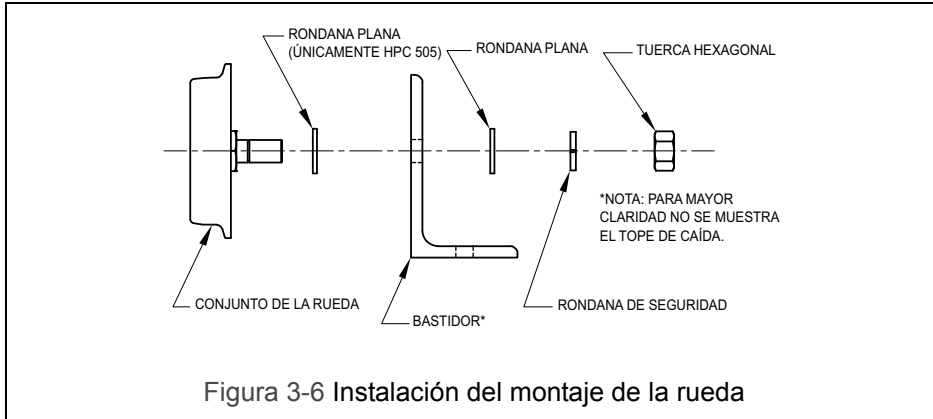 RONDANA PLANA
(ÚNICAMENTE HPC 505)
RONDANA PLANA
TUERCA HEXAGONAL
*NOTA: PARA MAYOR
CLARIDAD NO SE MUESTRA
EL TOPE DE CAÍDA.
CONJUNTO DE LA RUEDA
RONDANA DE SEGURIDAD
BASTIDOR*
Figura 3-6 Instalación del montaje de la rueda